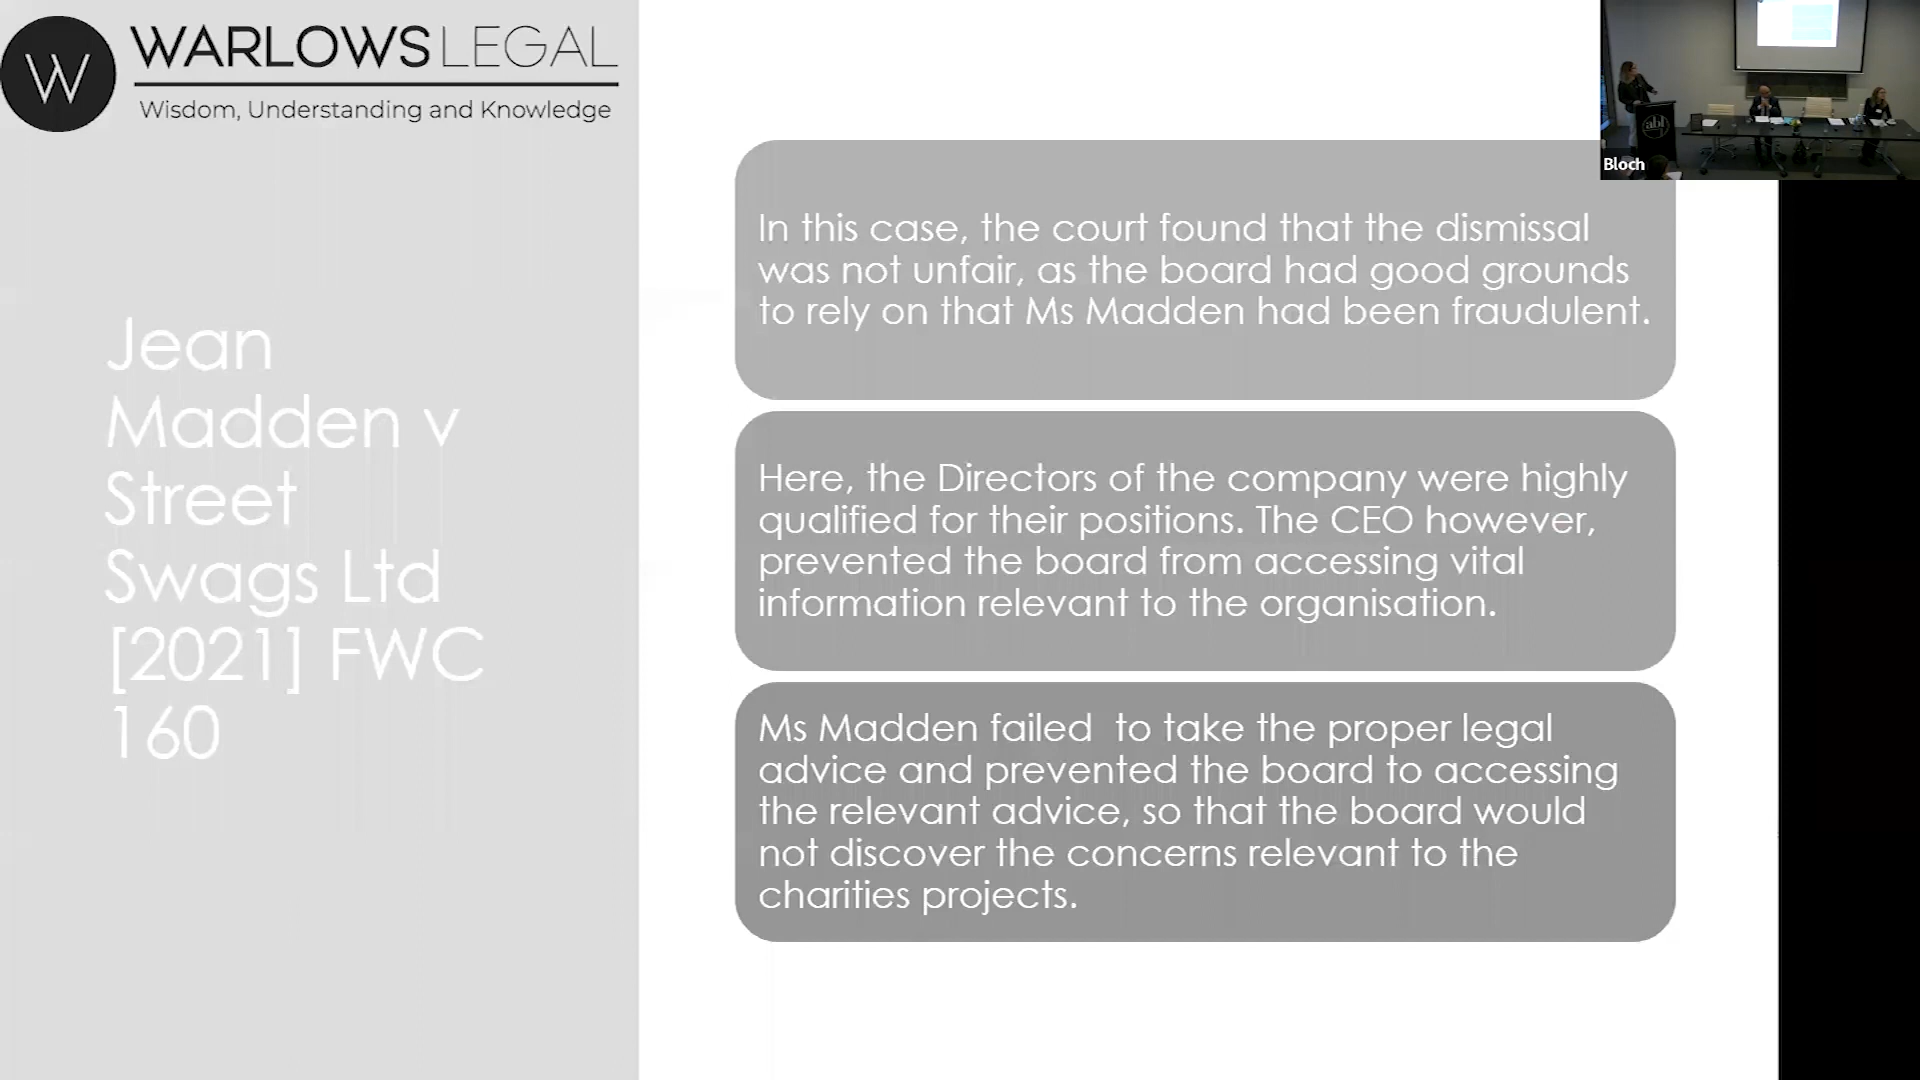 W
WARLOWS LEGAL
Wisdom, Understanding and Knowledge
Jean
Madden v
Street
Swags Ltd
[2021] FWC
160
In this case, the court found that the dismissal
was not unfair, as the board had good grounds
to rely on that Ms Madden had been fraudulent.
Here, the Directors of the company were highly
qualified for their positions. The CEO however,
prevented the board from accessing vital
information relevant to the organisation.
Ms Madden failed  to take the proper legal
advice and prevented the board to accessing
the relevant advice, so that the board would
not discover the concerns relevant to the
charities projects.
abl
Bloch